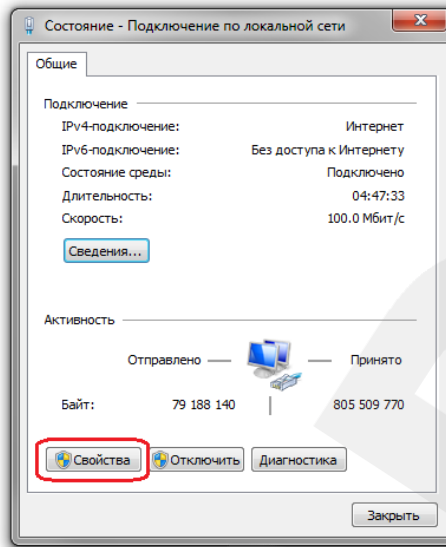 Состояние - Подключение по локальной сети
Общие
Подключение
IPv4-подключение: Интернет
IPv6-подключение: Без доступа к Интернету
Состояние среды: Подключено
Длительность: 04:47:33
Скорость: 100.0 Мбит/с
Сведения...
Активность
Отправлено — — Принято
Байт: 79 188 140 | 805 509 770
Свойства Отключить Диагностика
Закрыть